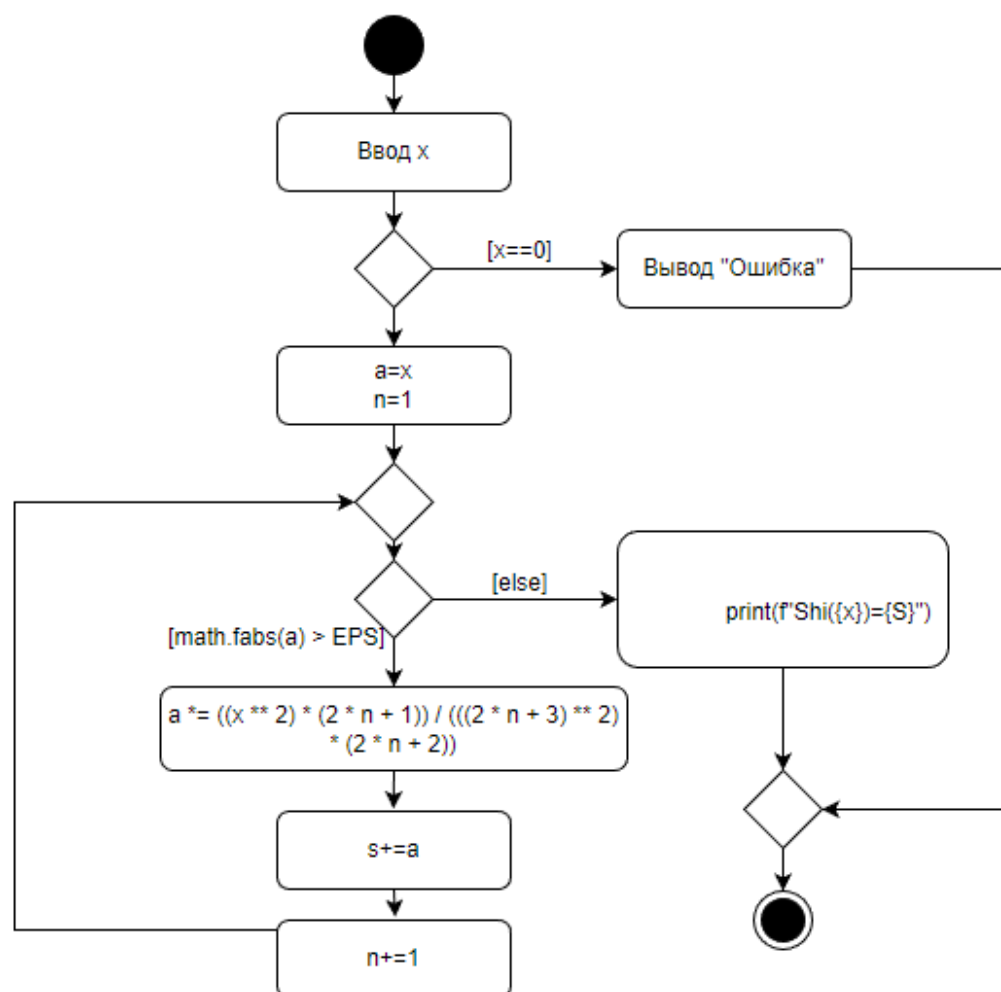 Ввод x
[x==0]
Вывод "Ошибка"
a=x
n=1
[else]
print(f"Shi({x})={S}")
[math.fabs(a) > EPS]
a *= ((x ** 2) * (2 * n + 1)) / (((2 * n + 3) ** 2)
* (2 * n + 2))
s+=a
n+=1